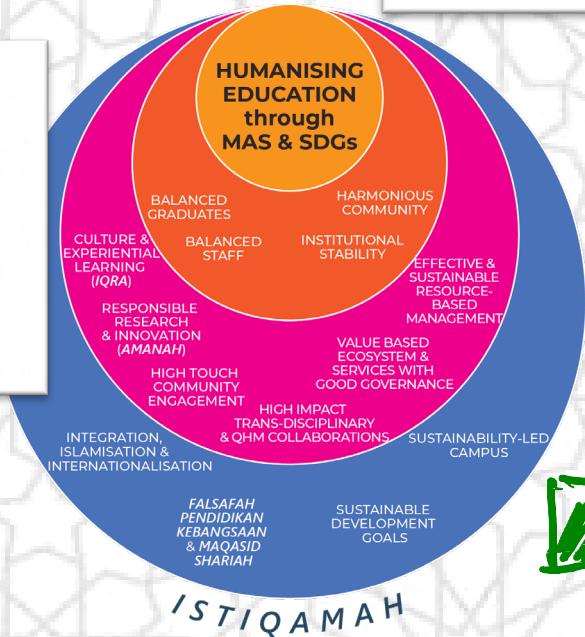 HUMANISING
EDUCATION
through
MAS & SDGs
BALANCED
GRADUATES
HARMONIOUS
COMMUNITY
BALANCED
STAFF
INSTITUTIONAL
STABILITY
CULTURE &
EXPERIENTIAL
LEARNING
(IQRA)
EFFECTIVE &
SUSTAINABLE
RESOURCE-
BASED
MANAGEMENT
RESPONSIBLE
RESEARCH
& INNOVATION
(AMANAH)
VALUE BASED
ECOSYSTEM &
SERVICES WITH
GOOD GOVERNANCE
HIGH TOUCH
COMMUNITY
ENGAGEMENT
HIGH IMPACT
TRANS-DISCIPLINARY
& QHM COLLABORATIONS
INTEGRATION,
ISLAMISATION &
INTERNATIONALISATION
SUSTAINABILITY-LED
CAMPUS
FALSAFAH
PENDIDIKAN
KEBANGSAAN
& MAQASID
SHARIAH
SUSTAINABLE
DEVELOPMENT
GOALS
ISTIQAMAH